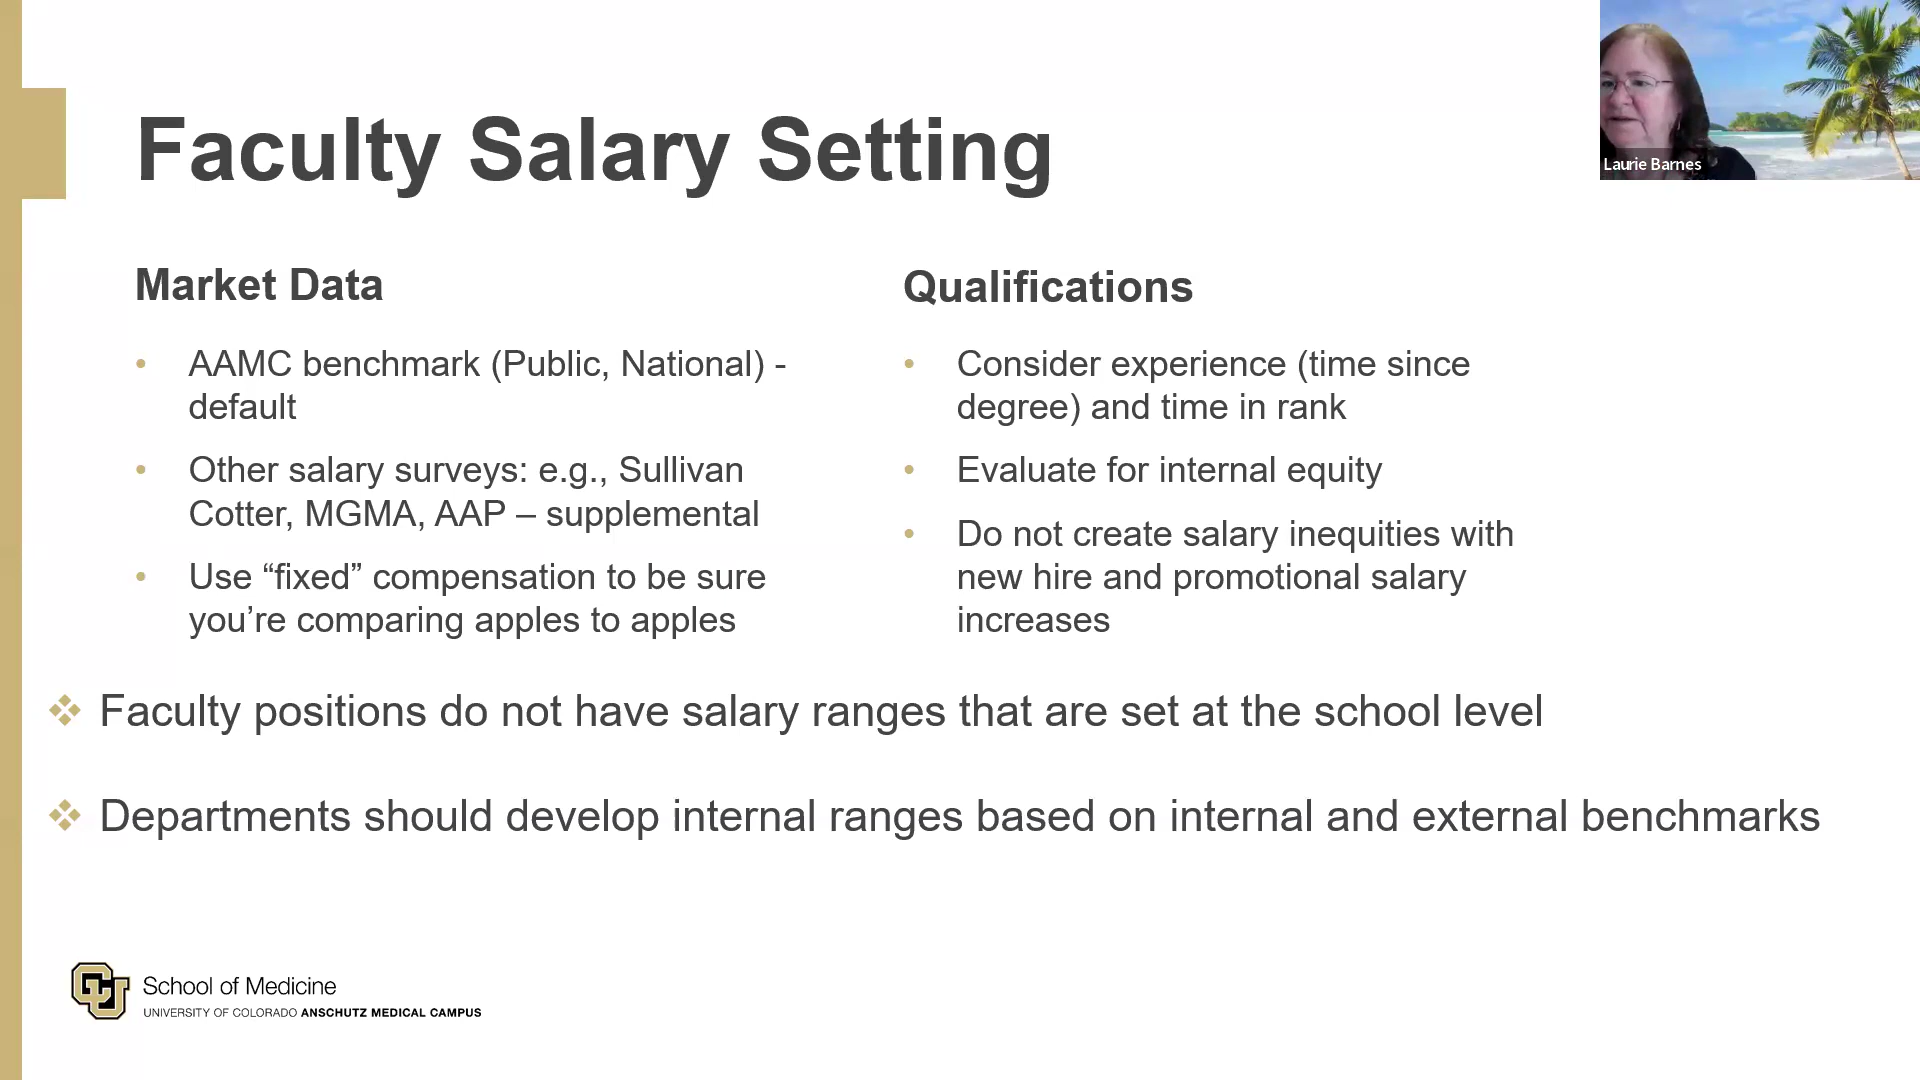 Faculty Salary Setting
Laurie Barnes
Market Data
• AAMC benchmark (Public, National) -
default
• Other salary surveys: e.g., Sullivan
Cotter, MGMA, AAP – supplemental
• Use “fixed” compensation to be sure
you’re comparing apples to apples
Qualifications
• Consider experience (time since
degree) and time in rank
• Evaluate for internal equity
• Do not create salary inequities with
new hire and promotional salary
increases
❖ Faculty positions do not have salary ranges that are set at the school level
❖ Departments should develop internal ranges based on internal and external benchmarks
CU
School of Medicine
UNIVERSITY OF COLORADO ANSCHUTZ MEDICAL CAMPUS